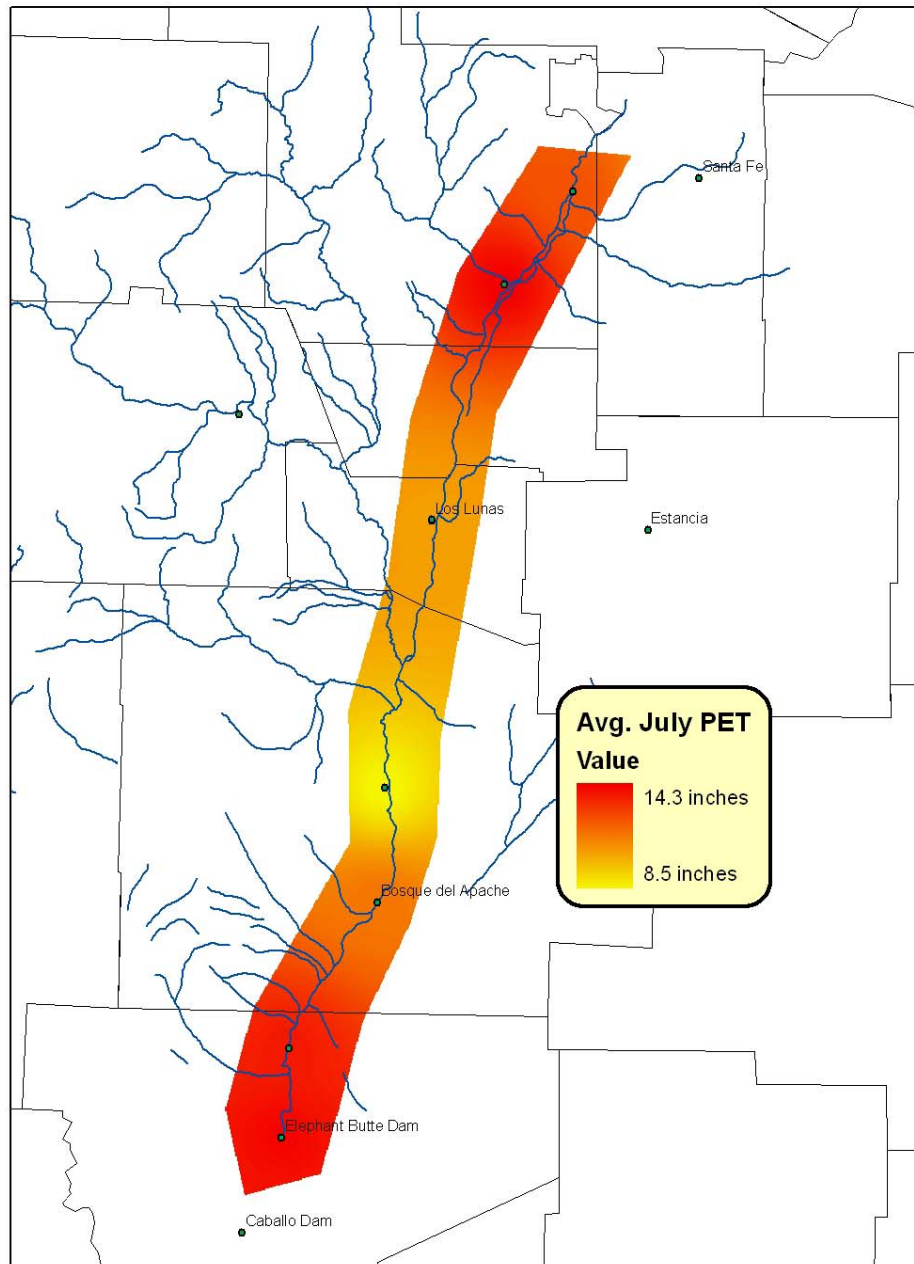 Santa Fe
Los Lunas
Estancia
Avg. July PET
Value
14.3 inches
8.5 inches
Bosque del Apache
Elephant Butte Dam
Caballo Dam